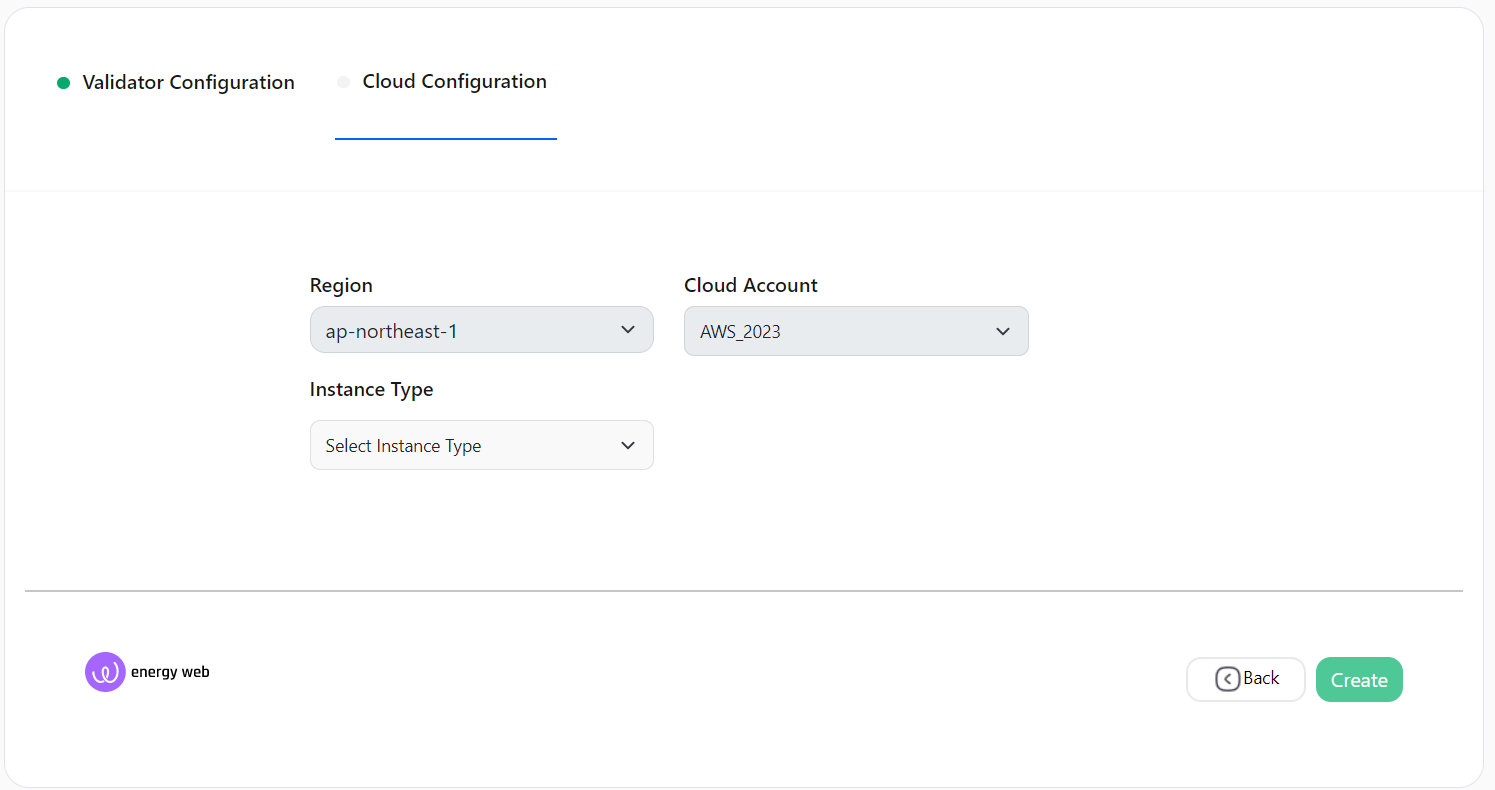 Validator Configuration
Cloud Configuration
Region
Cloud Account
ap-northeast-1
AWS_2023
Instance Type
Select Instance Type
energy web
Back
Create